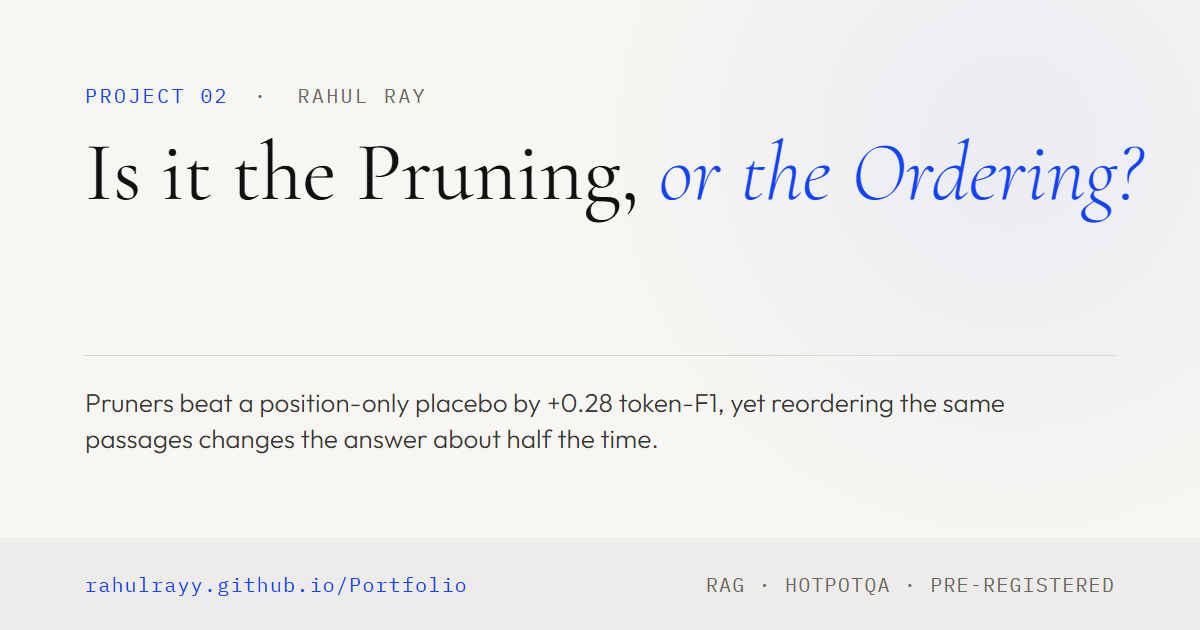 PROJECT 02 · RAHUL RAY
Is it the Pruning, or the Ordering?
Pruners beat a position-only placebo by +0.28 token-F1, yet reordering the same
passages changes the answer about half the time.
rahulrayy.github.io/Portfolio
RAG · HOTPOTQA · PRE-REGISTERED